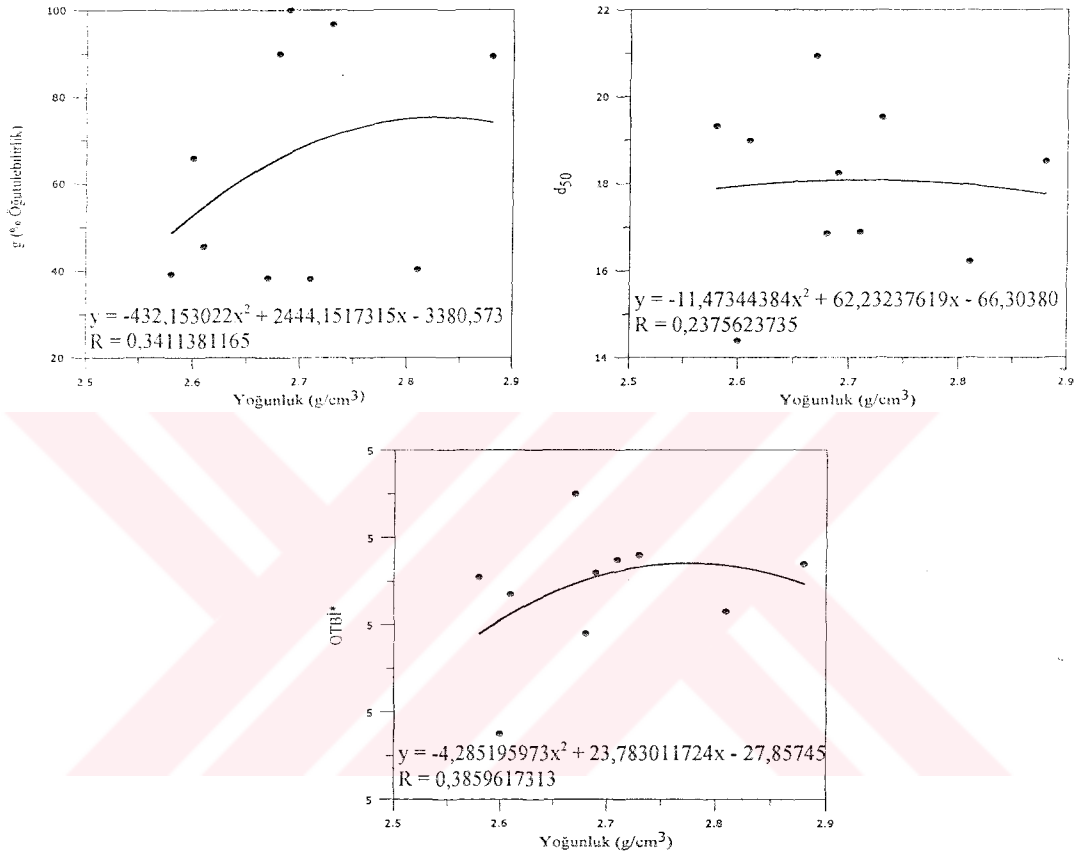 100
80
60
40
20
g (% Öğütülebilirlik)
y = -432,153022x² + 2444,1517315x - 3380,573
R = 0,3411381165
2.5 2.6 2.7 2.8 2.9
Yoğunluk (g/cm³)
22
20
18
16
14
d50
y = -11,47344384x² + 62,23237619x - 66,30380
R = 0,2375623735
2.5 2.6 2.7 2.8 2.9
Yoğunluk (g/cm³)
5
5
5
5
5
OTBİ*
y = -4,285195973x² + 23,783011724x - 27,85745
R = 0,3859617313
2.5 2.6 2.7 2.8 2.9
Yoğunluk (g/cm³)